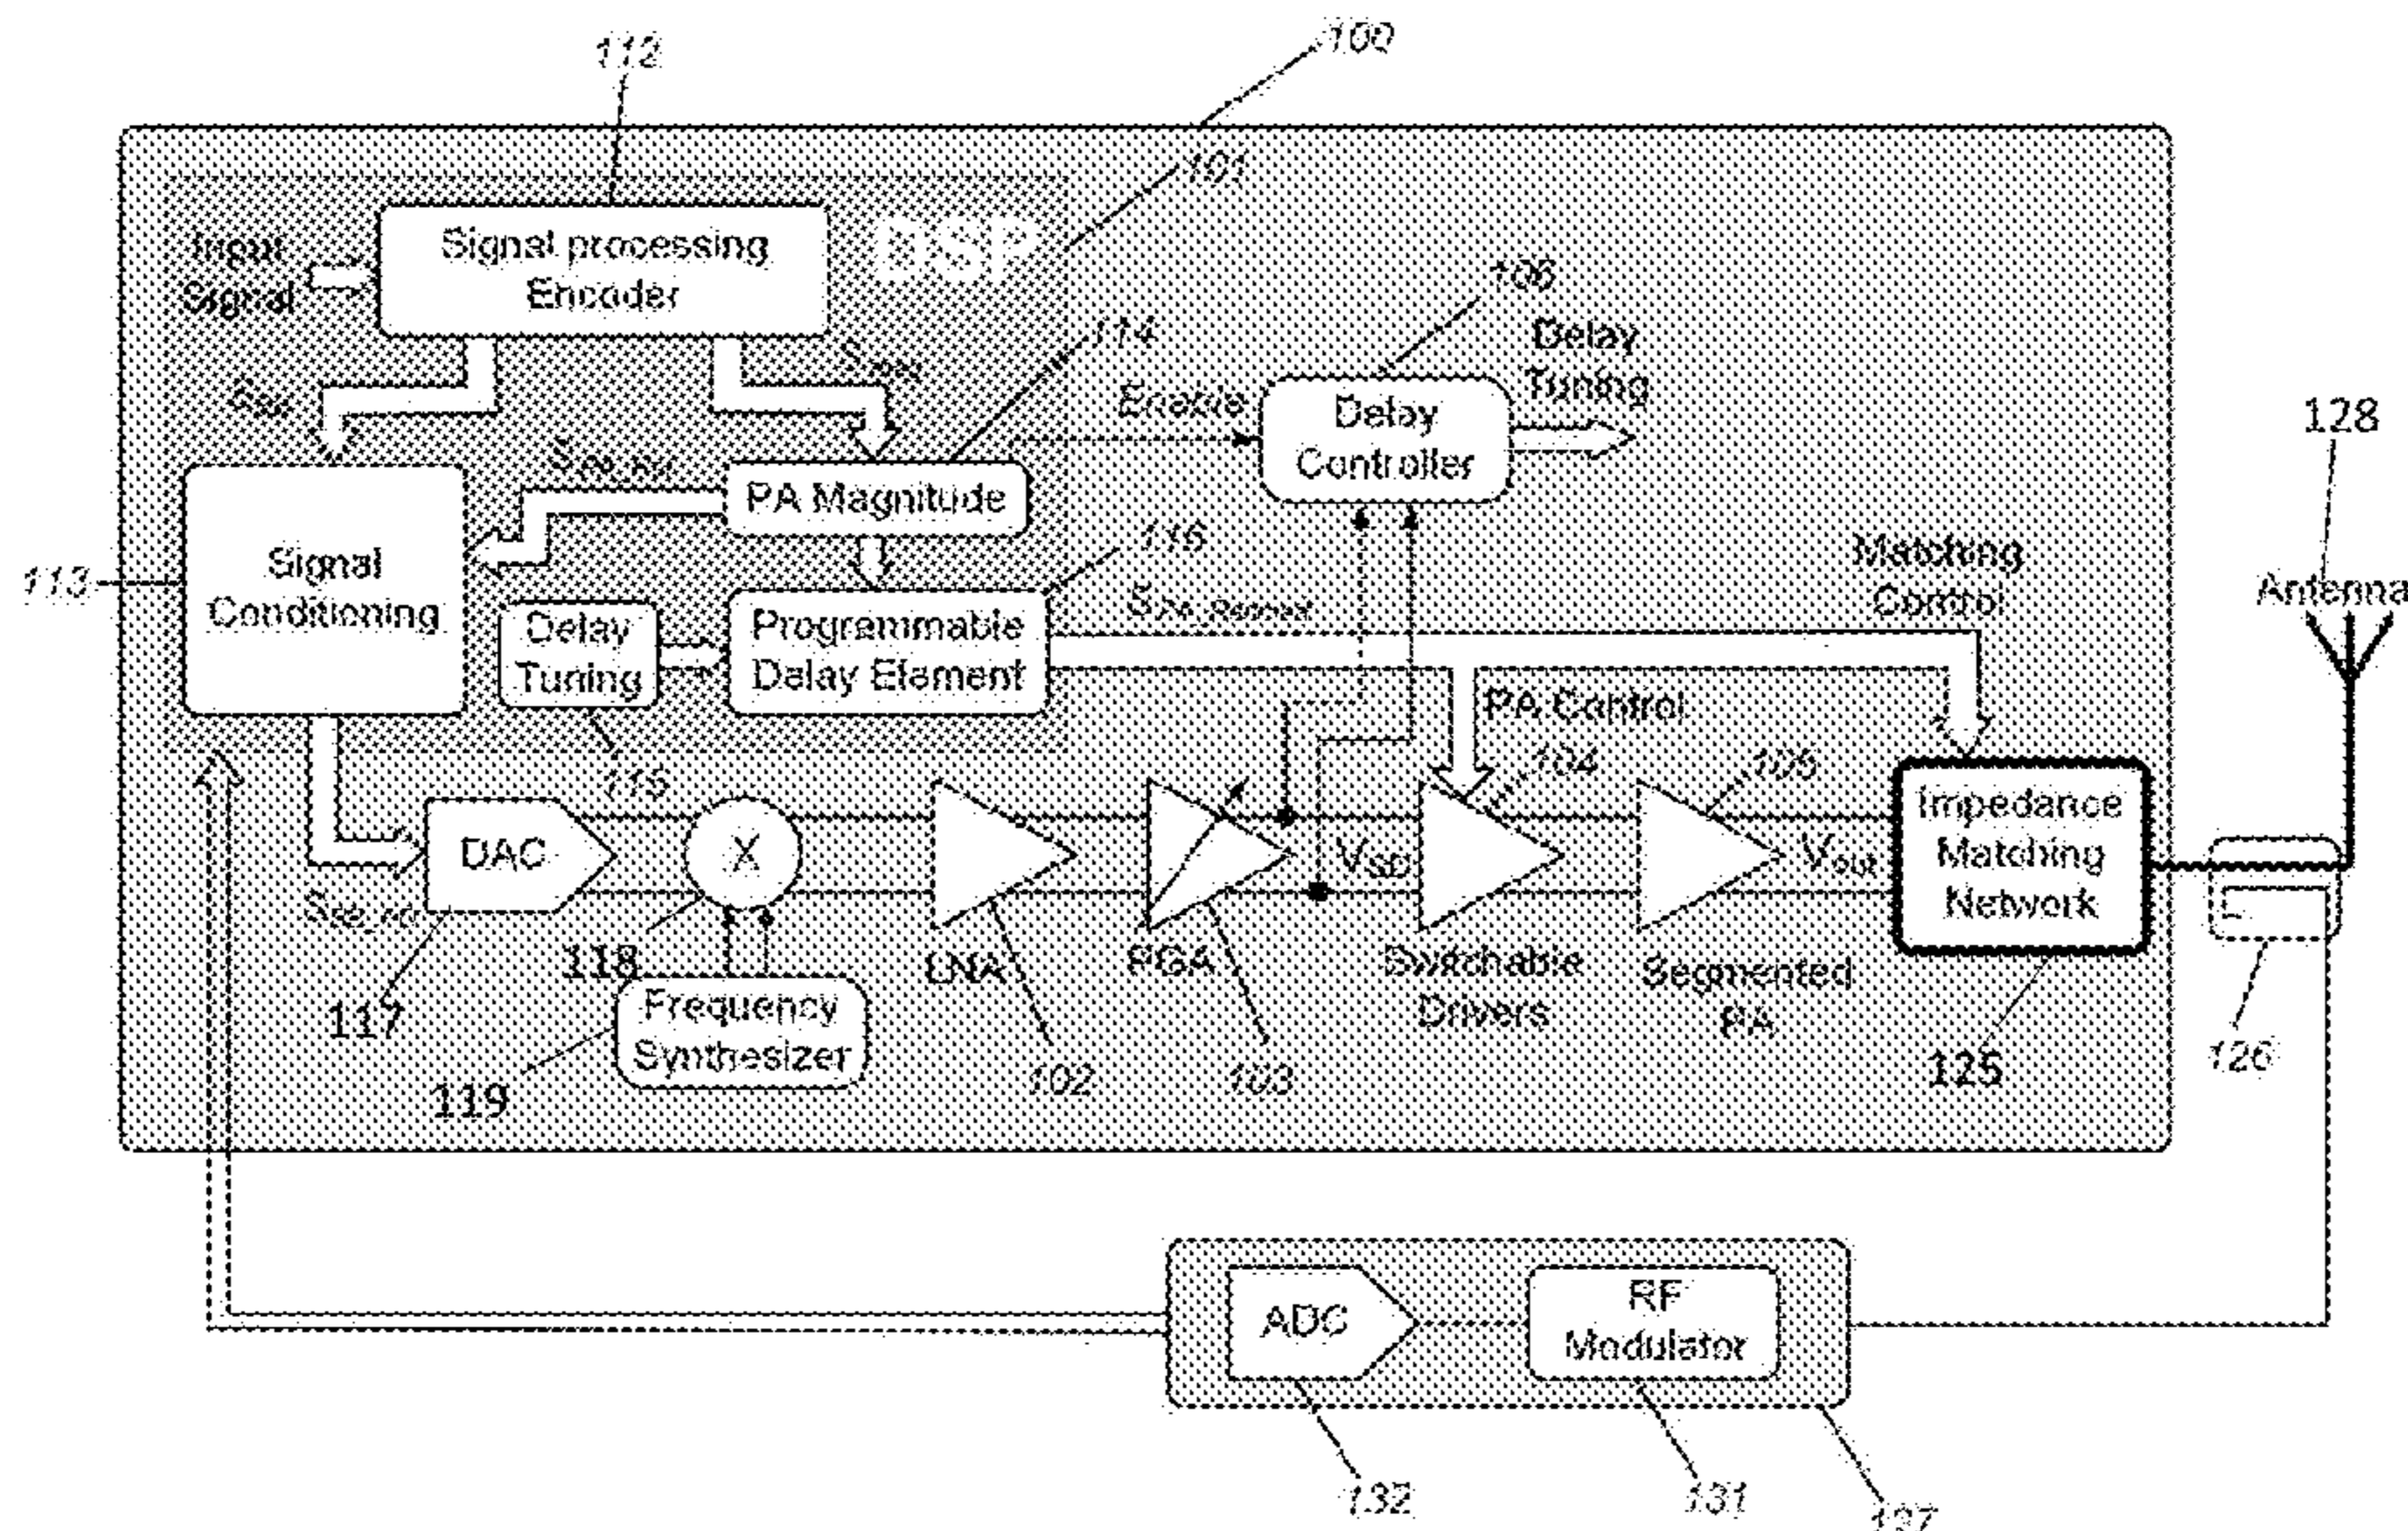 112
100
101
DSP
Input
Signal
Signal processing
Encoder
106
114
Delay
Tuning
Enable
Delay
Controller
128
PA Magnitude
116
113
Signal
Conditioning
Delay
Tuning
Programmable
Delay Element
Matching
Control
Antenna
PA Control
115
104
105
DAC
X
V_SD
V_out
Impedance
Matching
Network
118
LNA
PGA
Switchable
Drivers
Segmented
PA
117
Frequency
Synthesizer
119
102
103
125
126
ADC
RF
Modulator
132
131